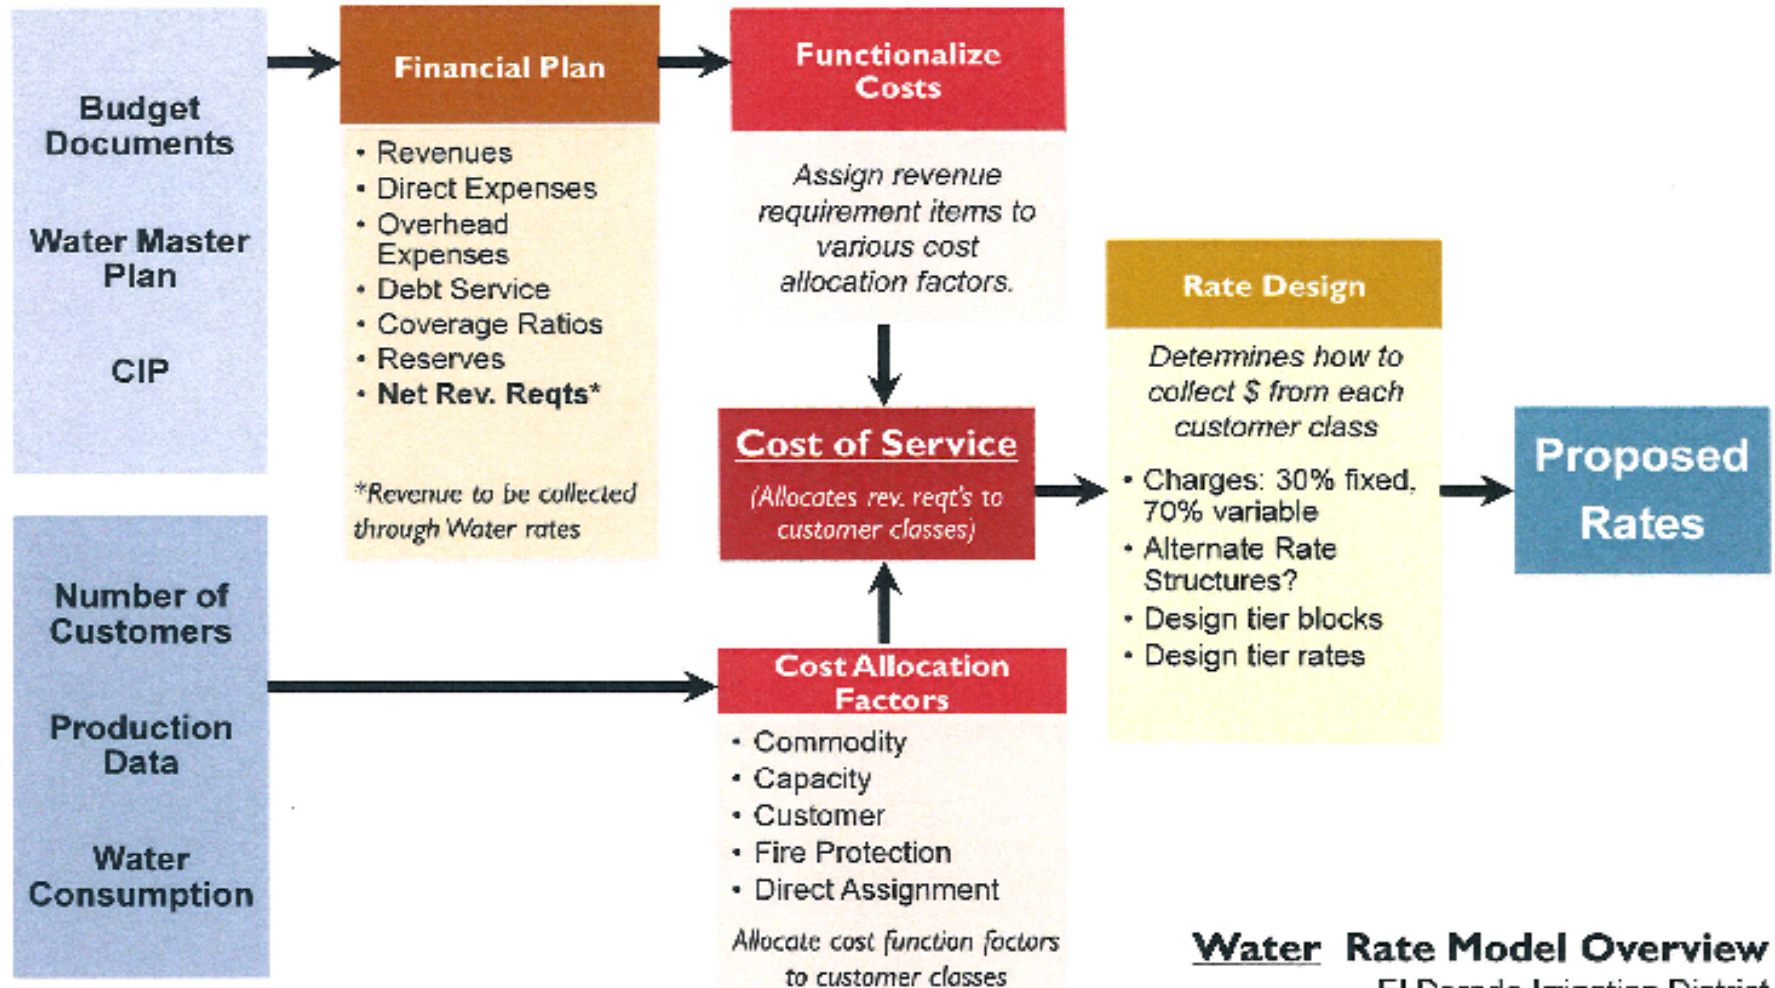 Budget
Documents
Water Master
Plan
CIP
Financial Plan
• Revenues
• Direct Expenses
• Overhead
Expenses
• Debt Service
• Coverage Ratios
• Reserves
• Net Rev. Reqts*
*Revenue to be collected
through Water rates
Functionalize
Costs
Assign revenue
requirement items to
various cost
allocation factors.
Cost of Service
(Allocates rev. reqt's to
customer classes)
Number of
Customers
Production
Data
Water
Consumption
Cost Allocation
Factors
• Commodity
• Capacity
• Customer
• Fire Protection
• Direct Assignment
Allocate cost function factors
to customer classes
Rate Design
Determines how to
collect $ from each
customer class
• Charges: 30% fixed,
70% variable
• Alternate Rate
Structures?
• Design tier blocks
• Design tier rates
Proposed
Rates
Water Rate Model Overview
El Dorado Irrigation District